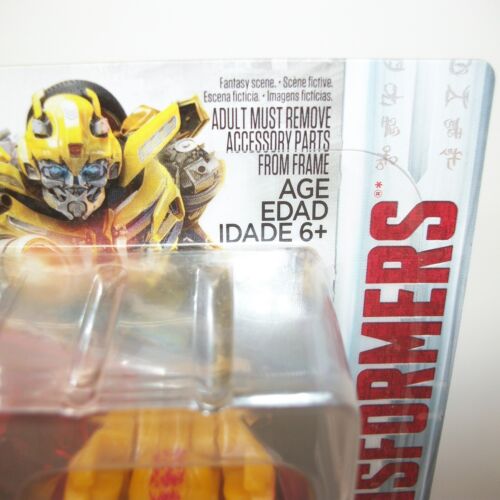 Fantasy scene. • Scène fictive.
Escena ficticia. • Imagens fictícias.
ADULT MUST REMOVE
ACCESSORY PARTS
FROM FRAME
AGE
EDAD
IDADE 6+
NSFORMERS